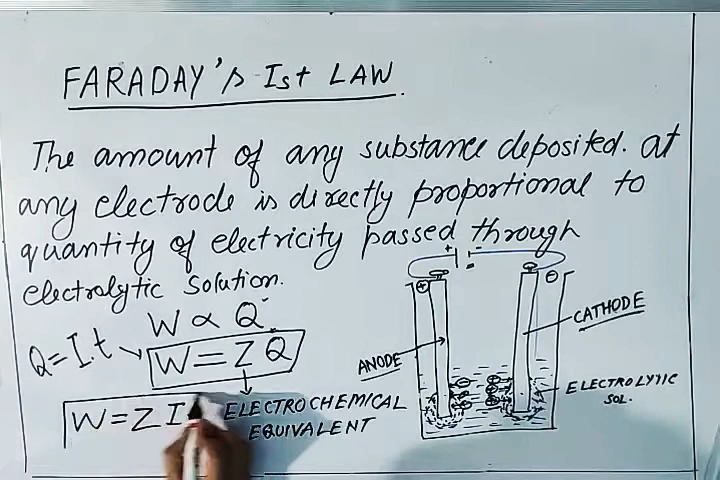 FARADAY's Ist LAW.
The amount of any substance deposited. at
any electrode is directly proportional to
quantity of electricity passed through
electrolytic solution.
W ∝ Q
Q = I.t
W = Z Q
W = Z I
ELECTROCHEMICAL
EQUIVALENT
+ -
+
-
ANODE
CATHODE
ELECTROLYTIC
SOL.